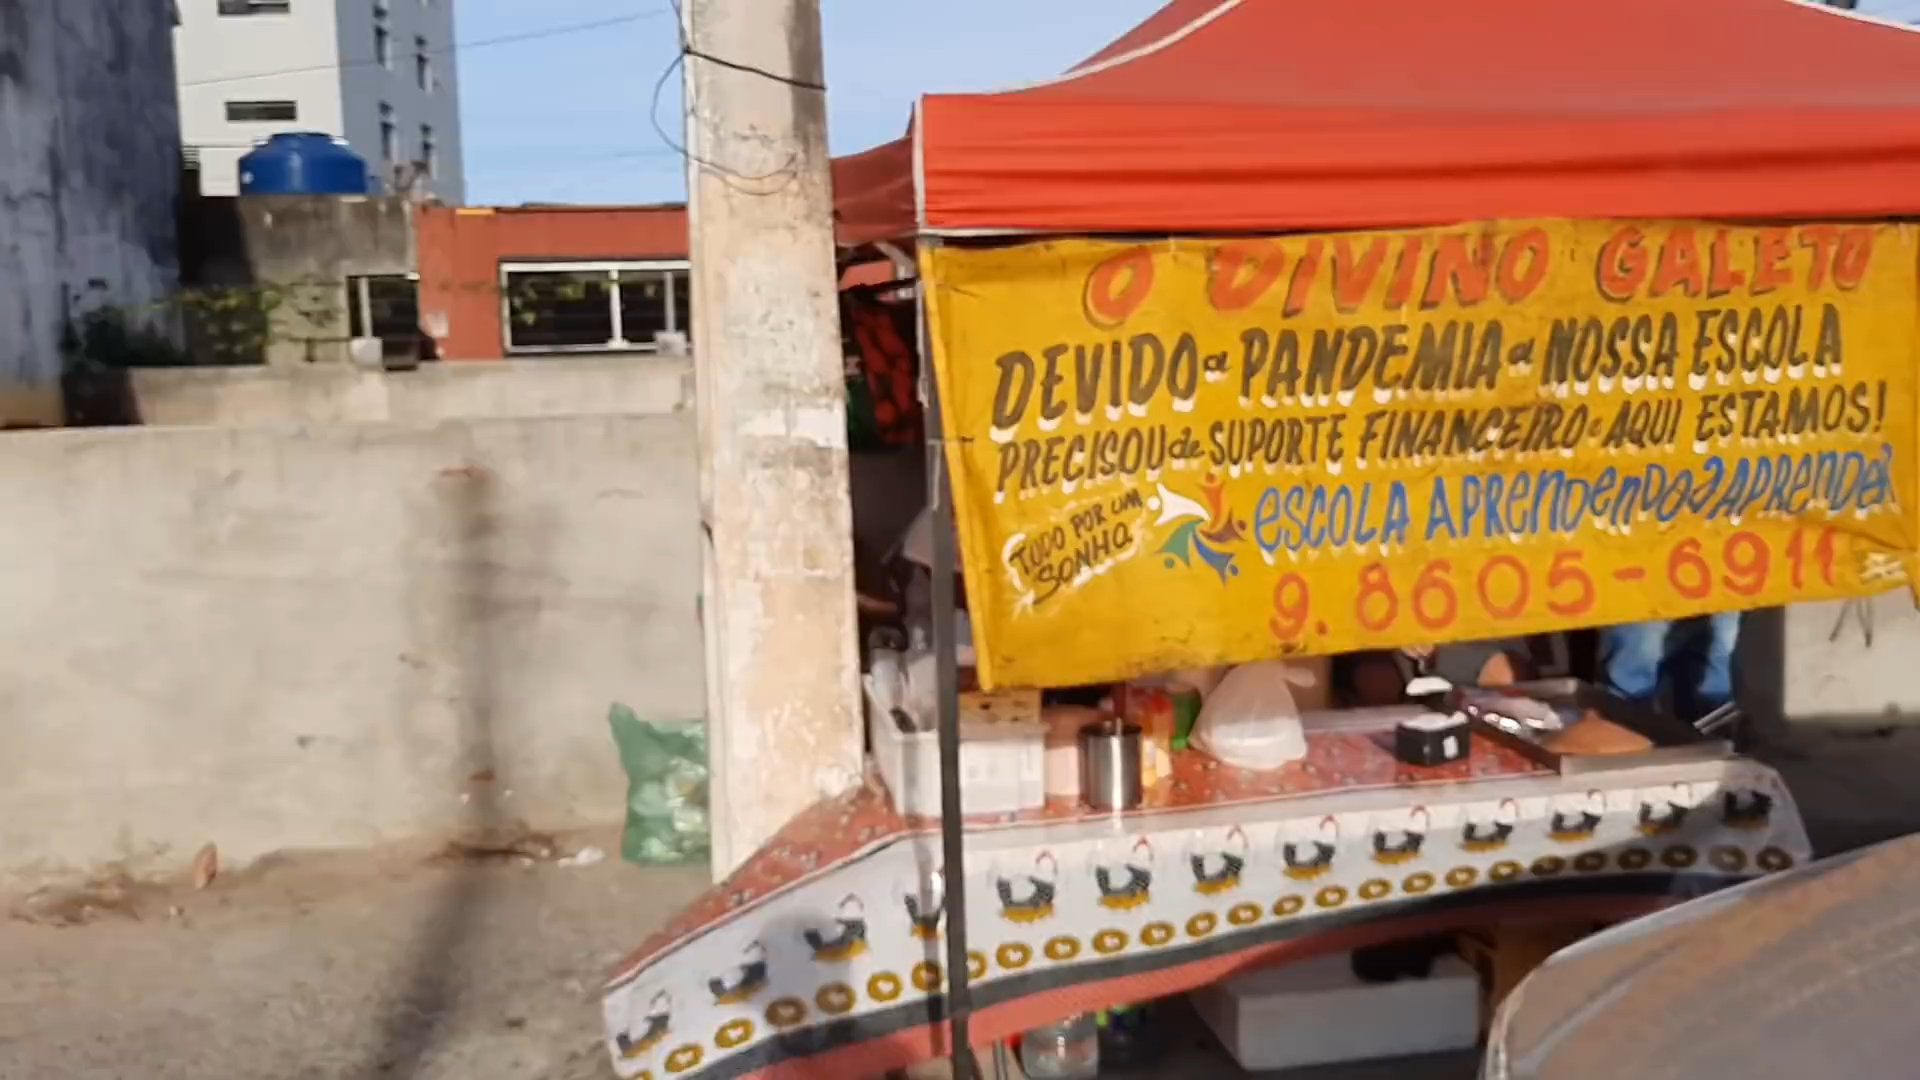 O DIVINO GALETO
DEVIDO a PANDEMIA a NOSSA ESCOLA
PRECISOU de SUPORTE FINANCEIRO e AQUI ESTAMOS!
TUDO POR UM
SONHO
ESCOLA APRENDENDO a APRENDER
9.8605-6911